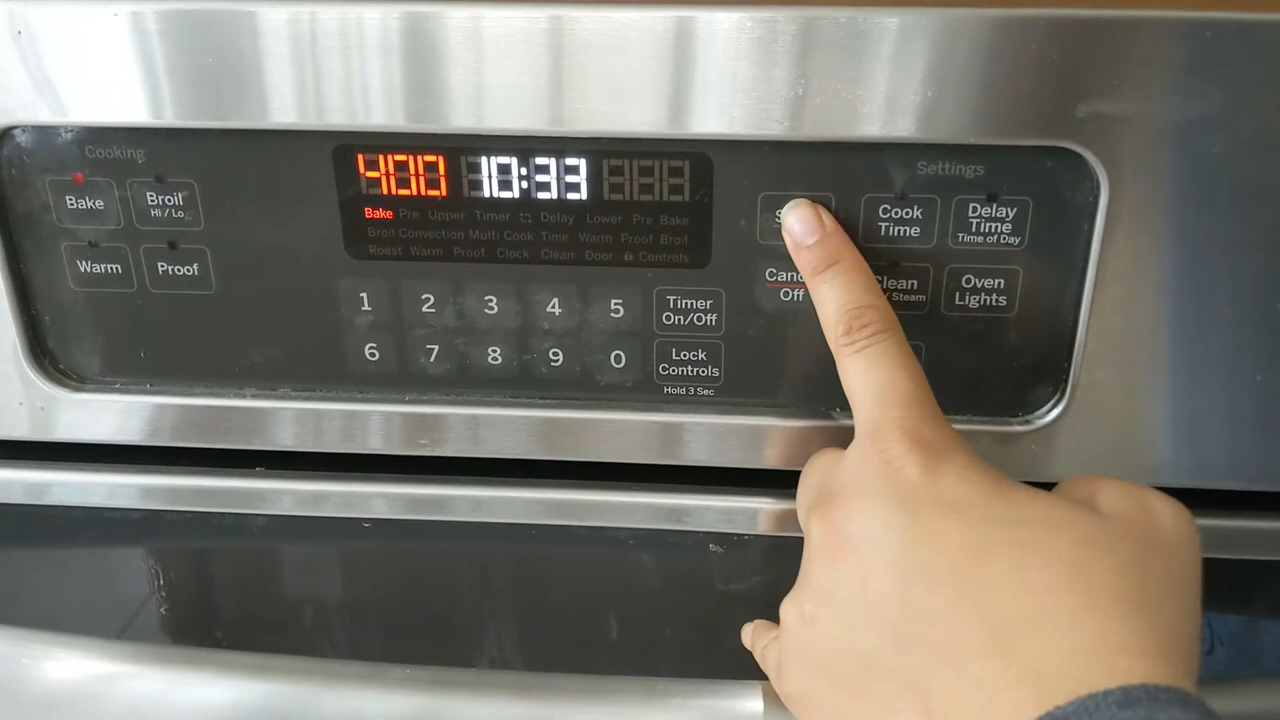 Cooking
Bake
Broil
Hi / Lo
Warm
Proof
400 10:33
Bake Pre Upper Timer Delay Lower Pre Bake
Broil Convection Multi Cook Time Warm Proof Broil
Roast Warm Proof Clock Clean Door Controls
1 2 3 4 5
6 7 8 9 0
Timer
On/Off
Lock
Controls
Hold 3 Sec
Settings
Cook
Time
Delay
Time
Time of Day
Off
/ Steam
Oven
Lights